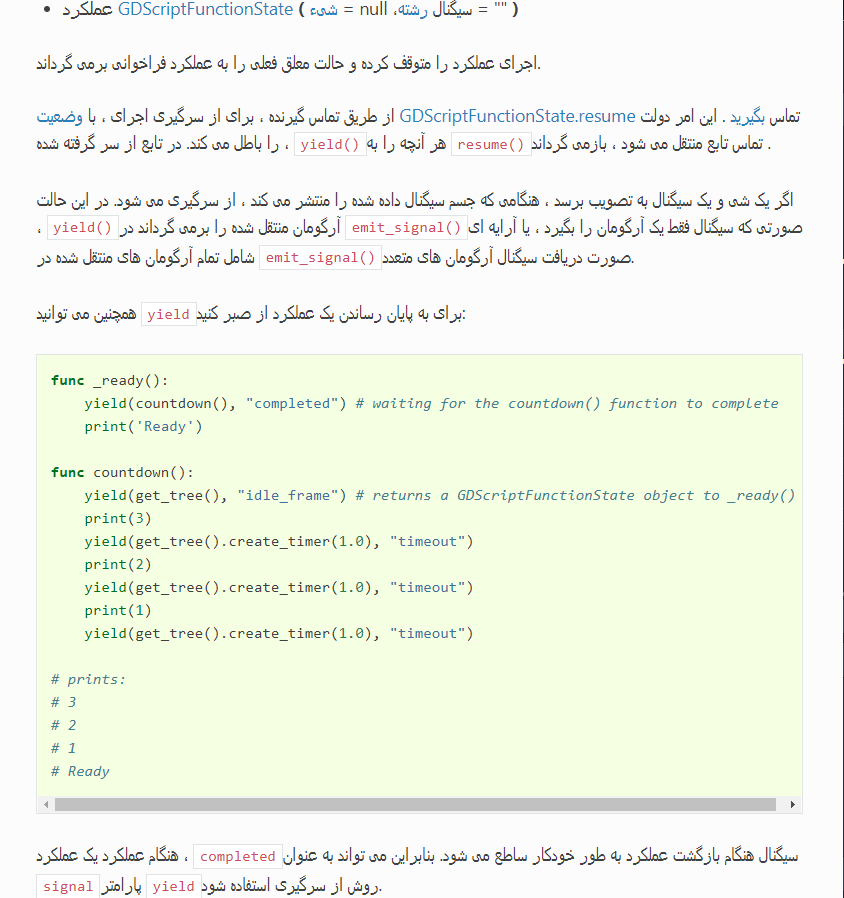 • عملکرد GDScriptFunctionState ( شیء = null ،سیگنال رشته = "" )
اجرای عملکرد را متوقف کرده و حالت معلق فعلی را به عملکرد فراخوانی برمی گرداند.
تماس بگیرید . این امر دولت GDScriptFunctionState.resume از طریق تماس گیرنده ، برای از سرگیری اجرای ، با وضعیت
تماس تابع منتقل می شود ، بازمی گرداند resume() هر آنچه را به yield() ، را باطل می کند. در تابع از سر گرفته شده .
اگر یک شی و یک سیگنال به تصویب برسد ، هنگامی که جسم سیگنال داده شده را منتشر می کند ، از سرگیری می شود. در این حالت
صورتی که سیگنال فقط یک آرگومان را بگیرد ، یا آرایه ای emit_signal() آرگومان منتقل شده را برمی گرداند در yield() ،
صورت دریافت سیگنال آرگومان های متعدد emit_signal() شامل تمام آرگومان های منتقل شده در.
برای به پایان رساندن یک عملکرد از صبر کنید yield همچنین می توانید:
func _ready():
    yield(countdown(), "completed") # waiting for the countdown() function to complete
    print('Ready')
func countdown():
    yield(get_tree(), "idle_frame") # returns a GDScriptFunctionState object to _ready()
    print(3)
    yield(get_tree().create_timer(1.0), "timeout")
    print(2)
    yield(get_tree().create_timer(1.0), "timeout")
    print(1)
    yield(get_tree().create_timer(1.0), "timeout")
# prints:
# 3
# 2
# 1
# Ready
سیگنال هنگام بازگشت عملکرد به طور خودکار ساطع می شود. بنابراین می تواند به عنوان completed ، هنگام عملکرد یک عملکرد
روش از سرگیری استفاده شود yield پارامتر signal.